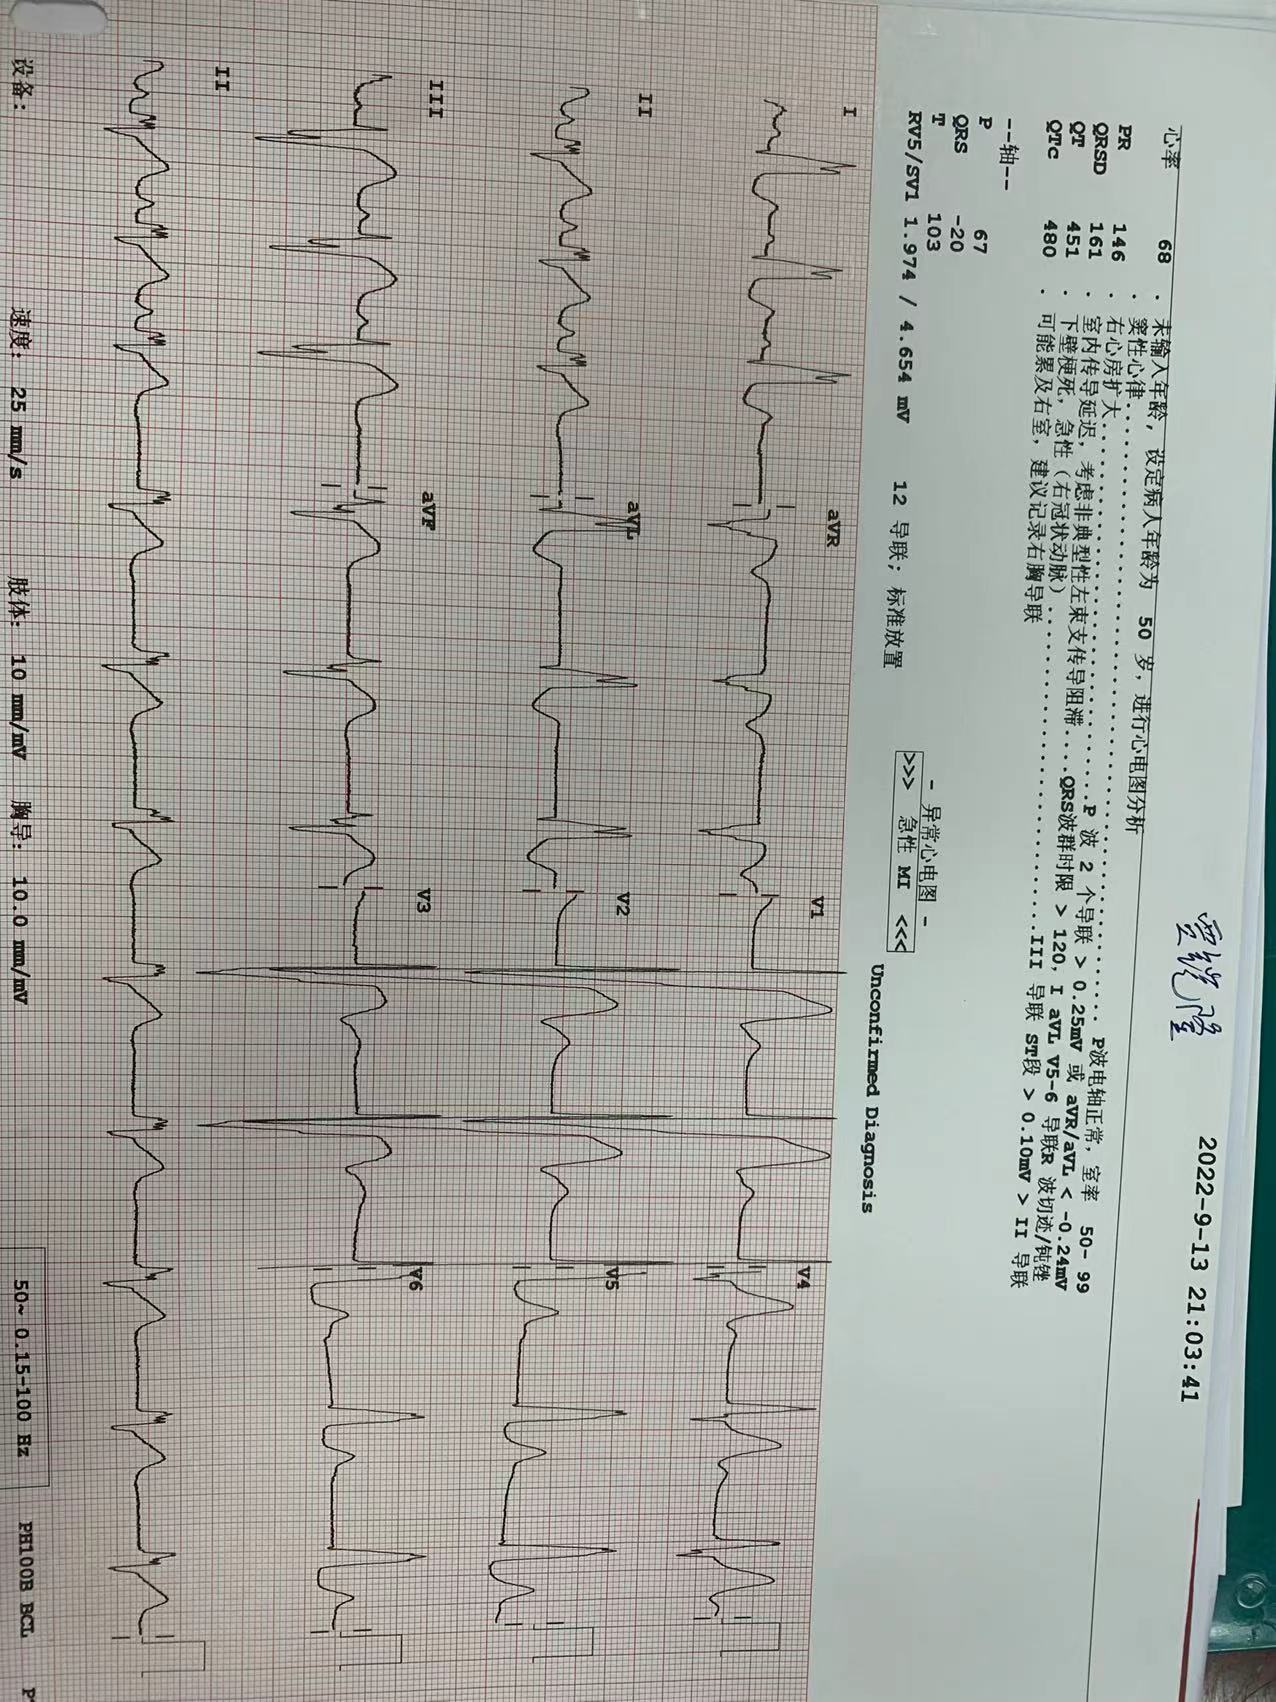 2022-9-13 21:03:41
心率 68 . 未输入年龄, 设定病人年龄为 50 岁, 进行心电图分析
. 窦性心律.................... P波电轴正常, 室率 50- 99
PR 146 . 右心房扩大....................P 波 2 个导联 > 0.25mV 或 aVR/aVL < -0.24mV
QRSD 161 . 室内传导延迟, 考虑非典型性左束支传导阻滞....QRS波群时限 > 120, I aVL V5-6 导联R 波切迹/钝锉
QT 451 . 下壁梗死, 急性 (右冠状动脉)....................III 导联 ST段 > 0.10mV > II 导联
QTc 480 . 可能累及右室, 建议记录右胸导联
--轴--
P 67
QRS -20
T 103
- 异常心电图 -
>>> 急性 MI <<<
RV5/SV1 1.974 / 4.654 mV 12 导联; 标准放置
Unconfirmed Diagnosis
I aVR V1 V4
II aVL V2 V5
III aVF V3 V6
II
设备: 速度: 25 mm/s 肢体: 10 mm/mV 胸导: 10.0 mm/mV 50~ 0.15-100 Hz PH100B BCL